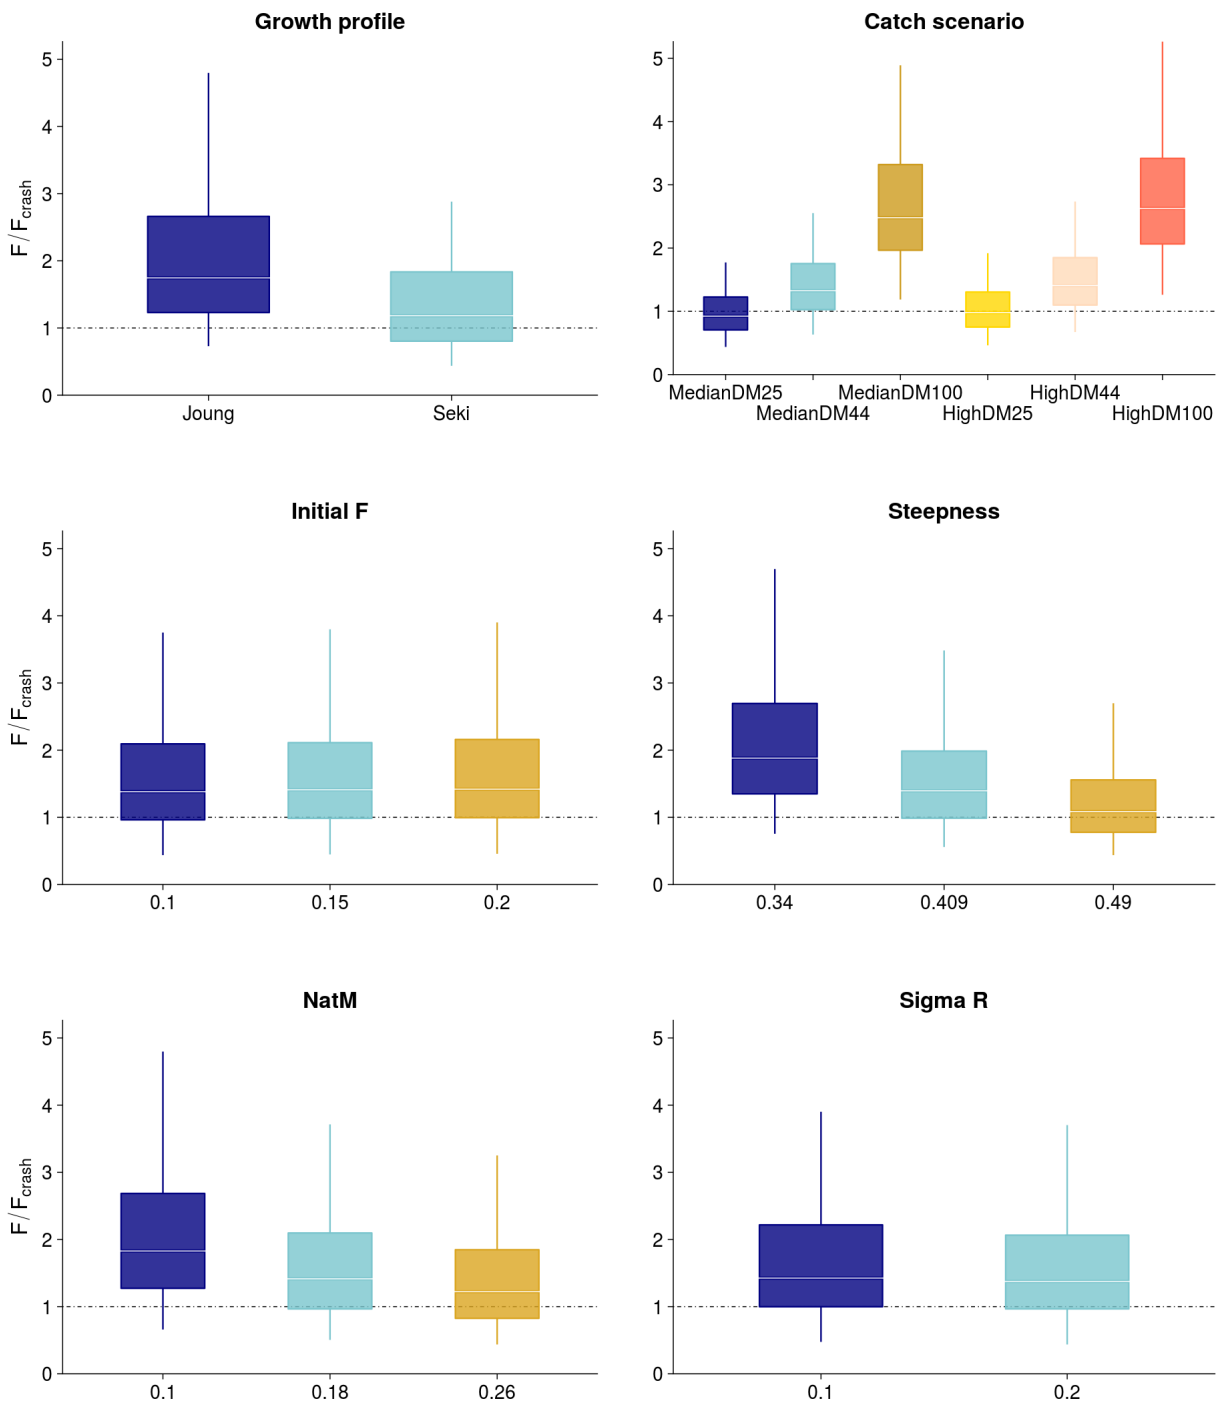 Growth profile
5
4
3
2
1
0
F / Fcrash
Joung
Seki
Catch scenario
5
4
3
2
1
0
MedianDM25
MedianDM44
MedianDM100
HighDM25
HighDM44
HighDM100
Initial F
5
4
3
2
1
0
F / Fcrash
0.1
0.15
0.2
Steepness
5
4
3
2
1
0
0.34
0.409
0.49
NatM
5
4
3
2
1
0
F / Fcrash
0.1
0.18
0.26
Sigma R
5
4
3
2
1
0
0.1
0.2